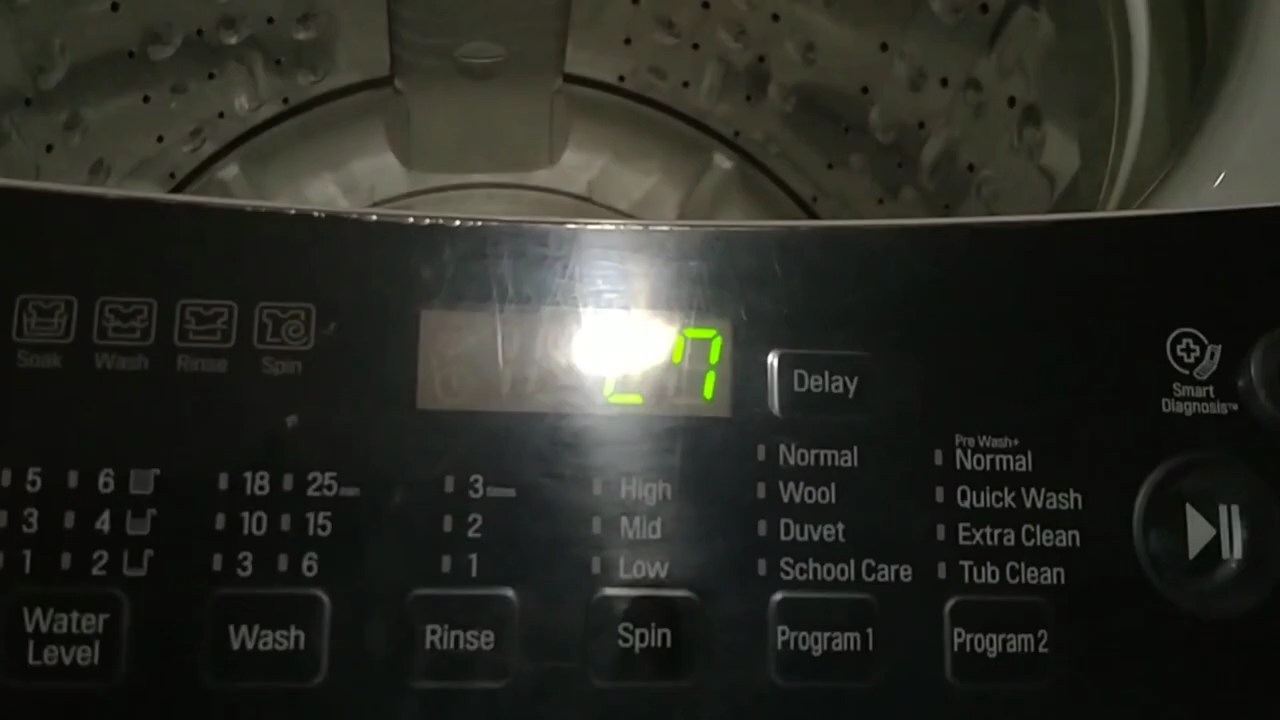 Soak Wash Rinse Spin
7
Delay
Smart
Diagnosis™
5 6
3 4
1 2
Water
Level
18 25
10 15
3 6
Wash
3
2
1
Rinse
High
Mid
Low
Spin
Normal
Wool
Duvet
School Care
Program 1
Pre Wash+
Normal
Quick Wash
Extra Clean
Tub Clean
Program 2